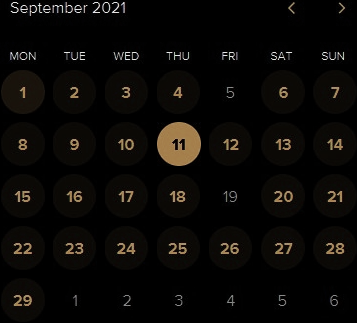 September 2021 < >
MON TUE WED THU FRI SAT SUN
1 2 3 4 5 6 7
8 9 10 11 12 13 14
15 16 17 18 19 20 21
22 23 24 25 26 27 28
29 1 2 3 4 5 6